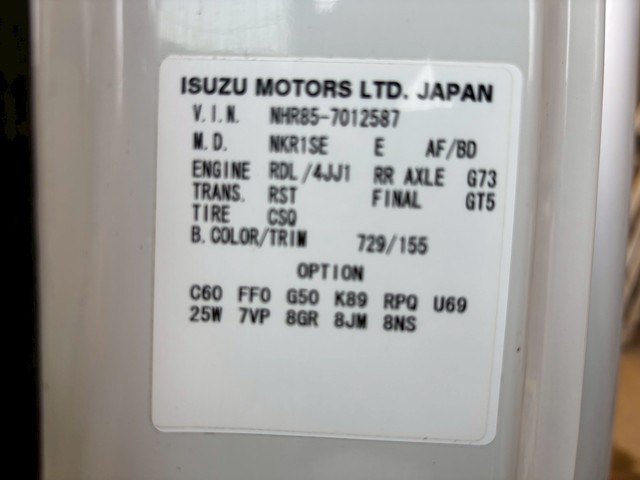 ISUZU MOTORS LTD. JAPAN
V.I.N. NHR85-7012587
M.D. NKR1SE E AF/BD
ENGINE RDL/4JJ1 RR AXLE G73
TRANS. RST FINAL GT5
TIRE CSQ
B.COLOR/TRIM 729/155
OPTION
C60 FF0 G50 K89 RPQ U69
25W 7VP 8GR 8JM 8NS